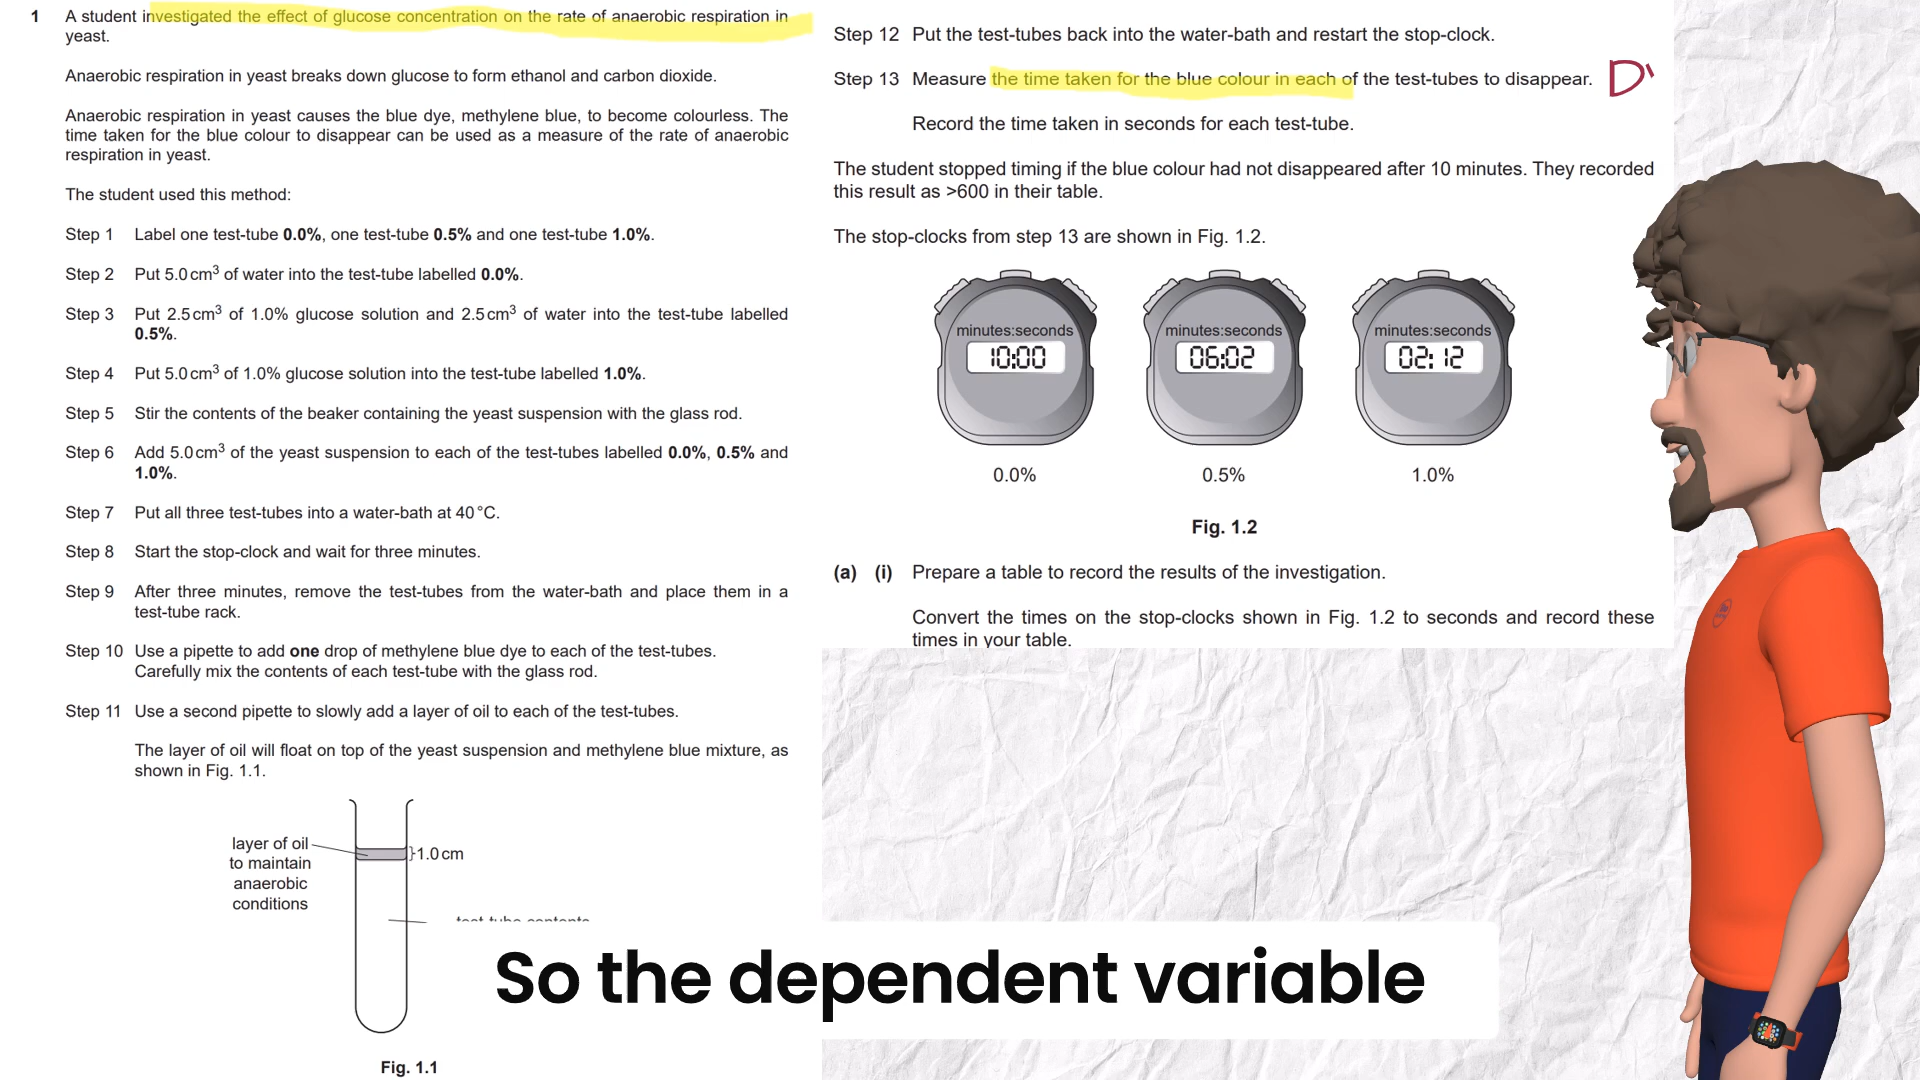 1 A student investigated the effect of glucose concentration on the rate of anaerobic respiration in
yeast.
Anaerobic respiration in yeast breaks down glucose to form ethanol and carbon dioxide.
Anaerobic respiration in yeast causes the blue dye, methylene blue, to become colourless. The
time taken for the blue colour to disappear can be used as a measure of the rate of anaerobic
respiration in yeast.
The student used this method:
Step 1 Label one test-tube 0.0%, one test-tube 0.5% and one test-tube 1.0%.
Step 2 Put 5.0 cm³ of water into the test-tube labelled 0.0%.
Step 3 Put 2.5 cm³ of 1.0% glucose solution and 2.5 cm³ of water into the test-tube labelled
0.5%.
Step 4 Put 5.0 cm³ of 1.0% glucose solution into the test-tube labelled 1.0%.
Step 5 Stir the contents of the beaker containing the yeast suspension with the glass rod.
Step 6 Add 5.0 cm³ of the yeast suspension to each of the test-tubes labelled 0.0%, 0.5% and
1.0%.
Step 7 Put all three test-tubes into a water-bath at 40 °C.
Step 8 Start the stop-clock and wait for three minutes.
Step 9 After three minutes, remove the test-tubes from the water-bath and place them in a
test-tube rack.
Step 10 Use a pipette to add one drop of methylene blue dye to each of the test-tubes.
Carefully mix the contents of each test-tube with the glass rod.
Step 11 Use a second pipette to slowly add a layer of oil to each of the test-tubes.
The layer of oil will float on top of the yeast suspension and methylene blue mixture, as
shown in Fig. 1.1.
layer of oil
to maintain
anaerobic
conditions
1.0 cm
Fig. 1.1
Step 12 Put the test-tubes back into the water-bath and restart the stop-clock.
Step 13 Measure the time taken for the blue colour in each of the test-tubes to disappear. D
Record the time taken in seconds for each test-tube.
The student stopped timing if the blue colour had not disappeared after 10 minutes. They recorded
this result as >600 in their table.
The stop-clocks from step 13 are shown in Fig. 1.2.
minutes:seconds minutes:seconds minutes:seconds
10:00 06:02 02:12
0.0% 0.5% 1.0%
Fig. 1.2
(a) (i) Prepare a table to record the results of the investigation.
Convert the times on the stop-clocks shown in Fig. 1.2 to seconds and record these
times in your table.
So the dependent variable